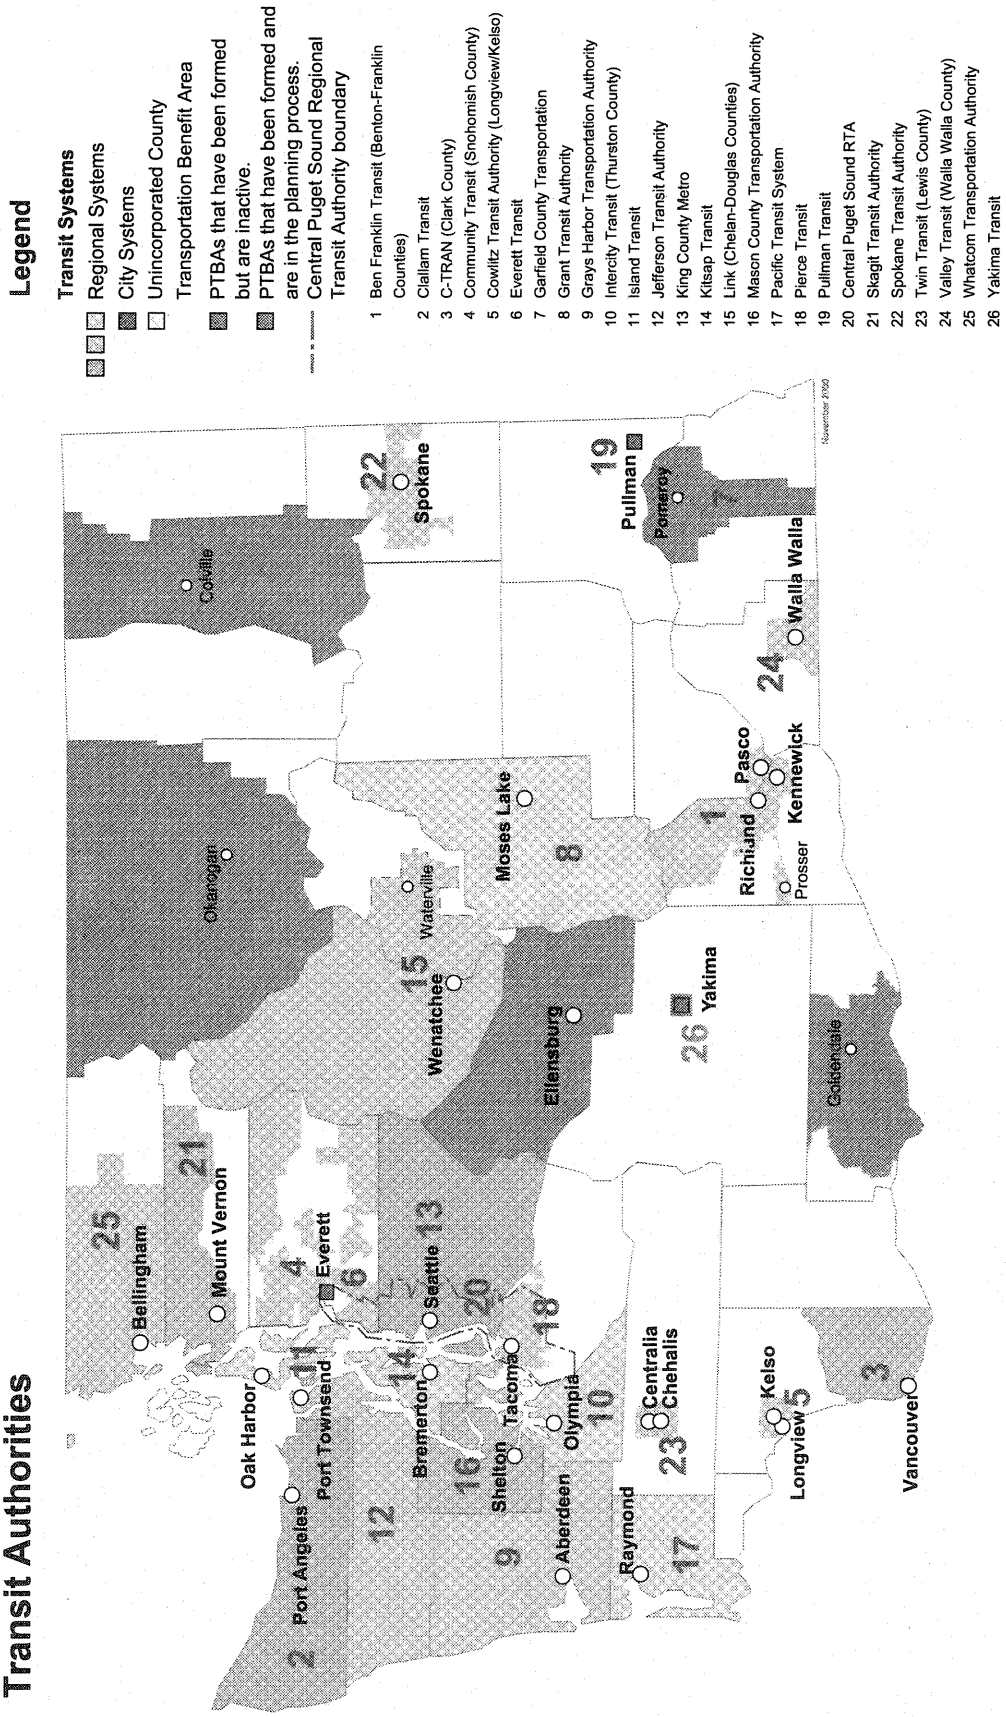 Transit Authorities
Legend
Transit Systems
Regional Systems
City Systems
Unincorporated County
Transportation Benefit Area
PTBAs that have been formed
but are inactive.
PTBAs that have been formed and
are in the planning process.
Central Puget Sound Regional
Transit Authority boundary
1 Ben Franklin Transit (Benton-Franklin
Counties)
2 Clallam Transit
3 C-TRAN (Clark County)
4 Community Transit (Snohomish County)
5 Cowlitz Transit Authority (Longview/Kelso)
6 Everett Transit
7 Garfield County Transportation
8 Grant Transit Authority
9 Grays Harbor Transportation Authority
10 Intercity Transit (Thurston County)
11 Island Transit
12 Jefferson Transit Authority
13 King County Metro
14 Kitsap Transit
15 Link (Chelan-Douglas Counties)
16 Mason County Transportation Authority
17 Pacific Transit System
18 Pierce Transit
19 Pullman Transit
20 Central Puget Sound RTA
21 Skagit Transit Authority
22 Spokane Transit Authority
23 Twin Transit (Lewis County)
24 Valley Transit (Walla Walla County)
25 Whatcom Transportation Authority
26 Yakima Transit
25
Bellingham
21
Mount Vernon
Oak Harbor
11
Port Townsend
4
Everett
6
Port Angeles
2
12
14
Bremerton
Seattle
13
20
16
Shelton
Tacoma
18
9
Olympia
10
Aberdeen
Centralia
Chehalis
23
Raymond
17
Kelso
Longview
5
3
Vancouver
Okanogan
Colville
22
Spokane
15
Wenatchee
Waterville
Moses Lake
8
Ellensburg
26
Yakima
Goldendale
1
Richland
Pasco
Kennewick
Prosser
24
Walla Walla
19
Pullman
Pomeroy
7
November 2000